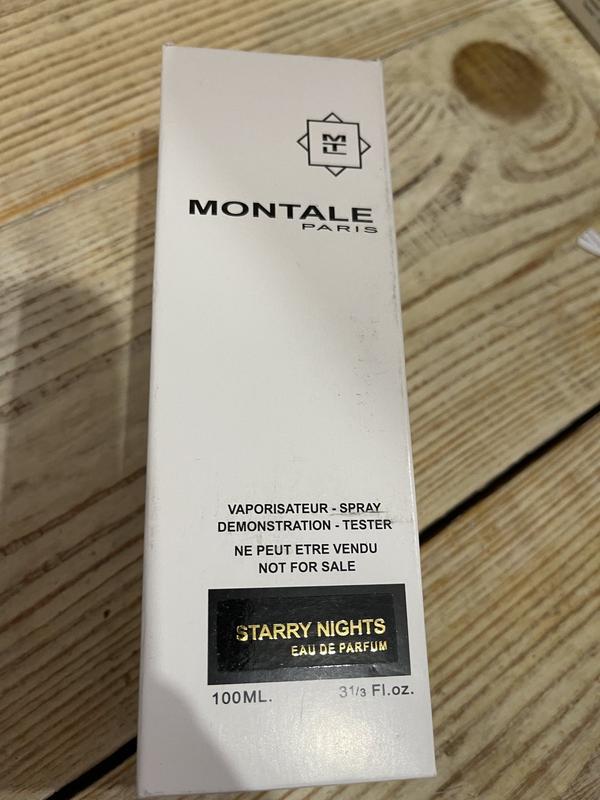 MONTALE
PARIS
VAPORISATEUR - SPRAY
DEMONSTRATION - TESTER
NE PEUT ETRE VENDU
NOT FOR SALE
STARRY NIGHTS
EAU DE PARFUM
100ML. 31/3 Fl.oz.